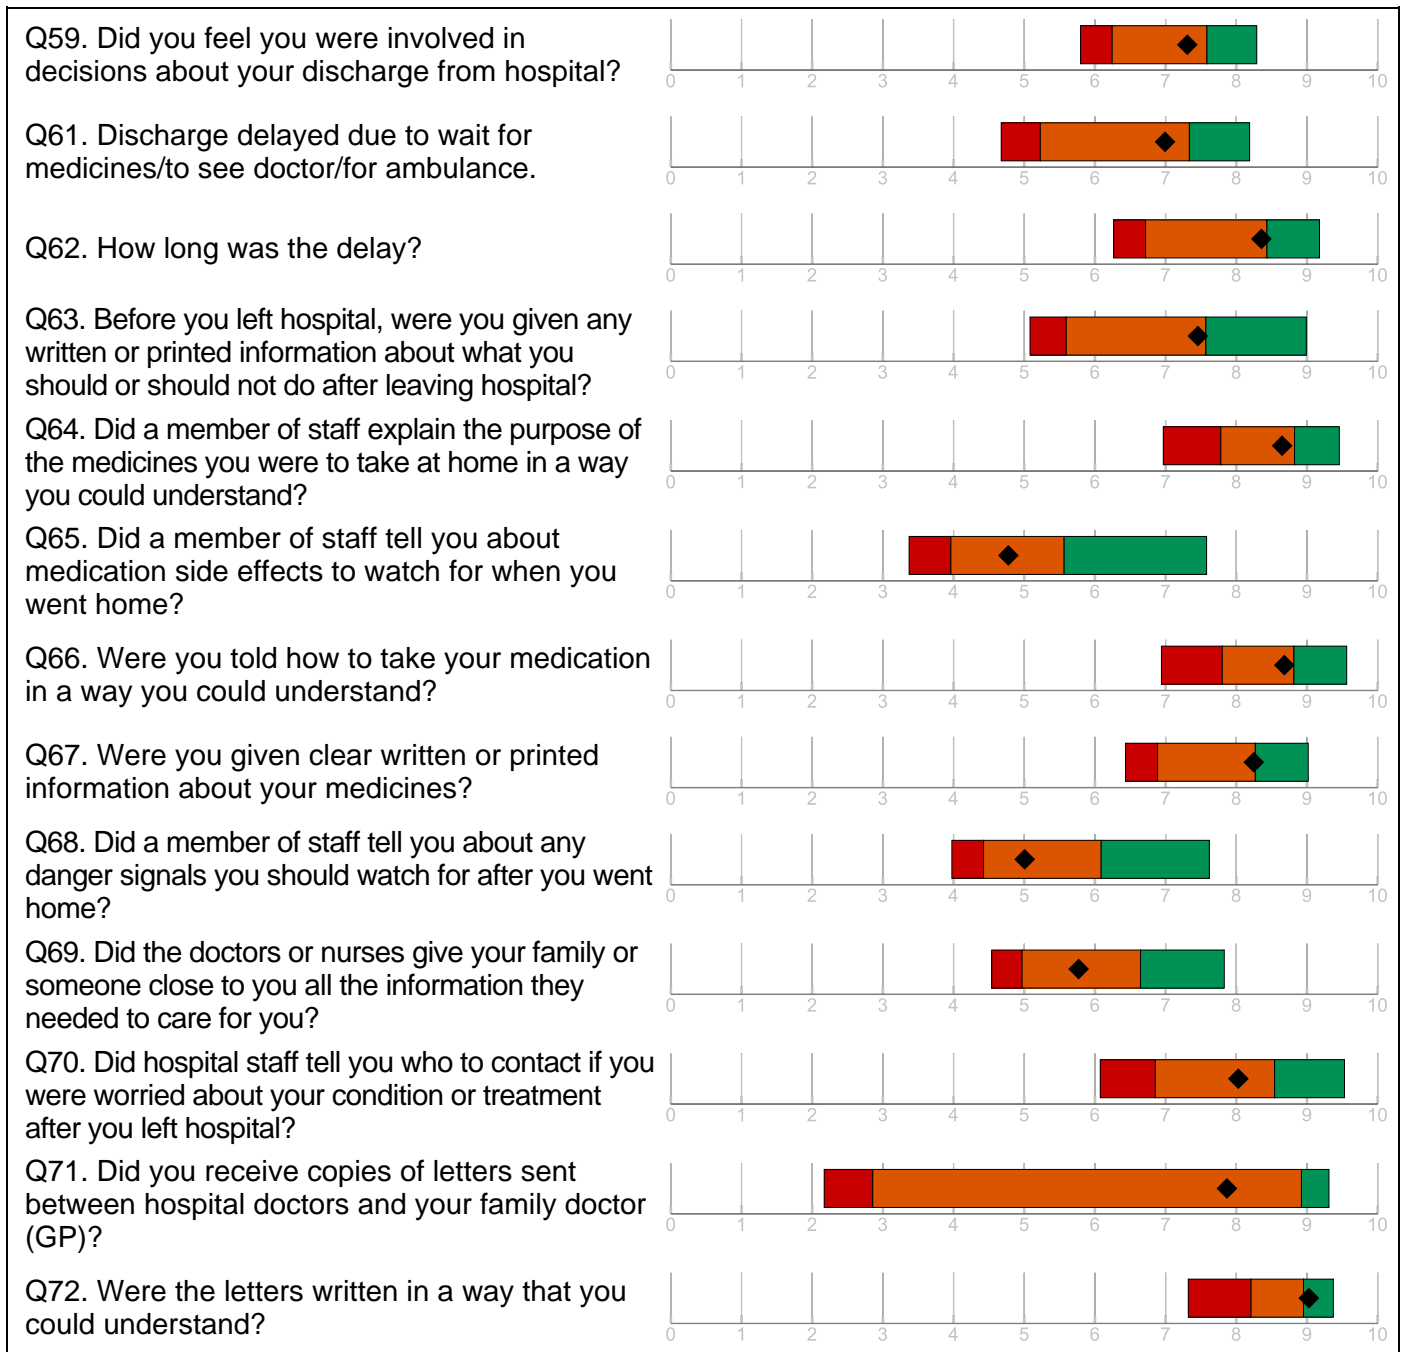 Q59. Did you feel you were involved in
decisions about your discharge from hospital?
0 1 2 3 4 5 6 7 8 9 10
Q61. Discharge delayed due to wait for
medicines/to see doctor/for ambulance.
0 1 2 3 4 5 6 7 8 9 10
Q62. How long was the delay?
0 1 2 3 4 5 6 7 8 9 10
Q63. Before you left hospital, were you given any
written or printed information about what you
should or should not do after leaving hospital?
0 1 2 3 4 5 6 7 8 9 10
Q64. Did a member of staff explain the purpose of
the medicines you were to take at home in a way
you could understand?
0 1 2 3 4 5 6 7 8 9 10
Q65. Did a member of staff tell you about
medication side effects to watch for when you
went home?
0 1 2 3 4 5 6 7 8 9 10
Q66. Were you told how to take your medication
in a way you could understand?
0 1 2 3 4 5 6 7 8 9 10
Q67. Were you given clear written or printed
information about your medicines?
0 1 2 3 4 5 6 7 8 9 10
Q68. Did a member of staff tell you about any
danger signals you should watch for after you went
home?
0 1 2 3 4 5 6 7 8 9 10
Q69. Did the doctors or nurses give your family or
someone close to you all the information they
needed to care for you?
0 1 2 3 4 5 6 7 8 9 10
Q70. Did hospital staff tell you who to contact if you
were worried about your condition or treatment
after you left hospital?
0 1 2 3 4 5 6 7 8 9 10
Q71. Did you receive copies of letters sent
between hospital doctors and your family doctor
(GP)?
0 1 2 3 4 5 6 7 8 9 10
Q72. Were the letters written in a way that you
could understand?
0 1 2 3 4 5 6 7 8 9 10